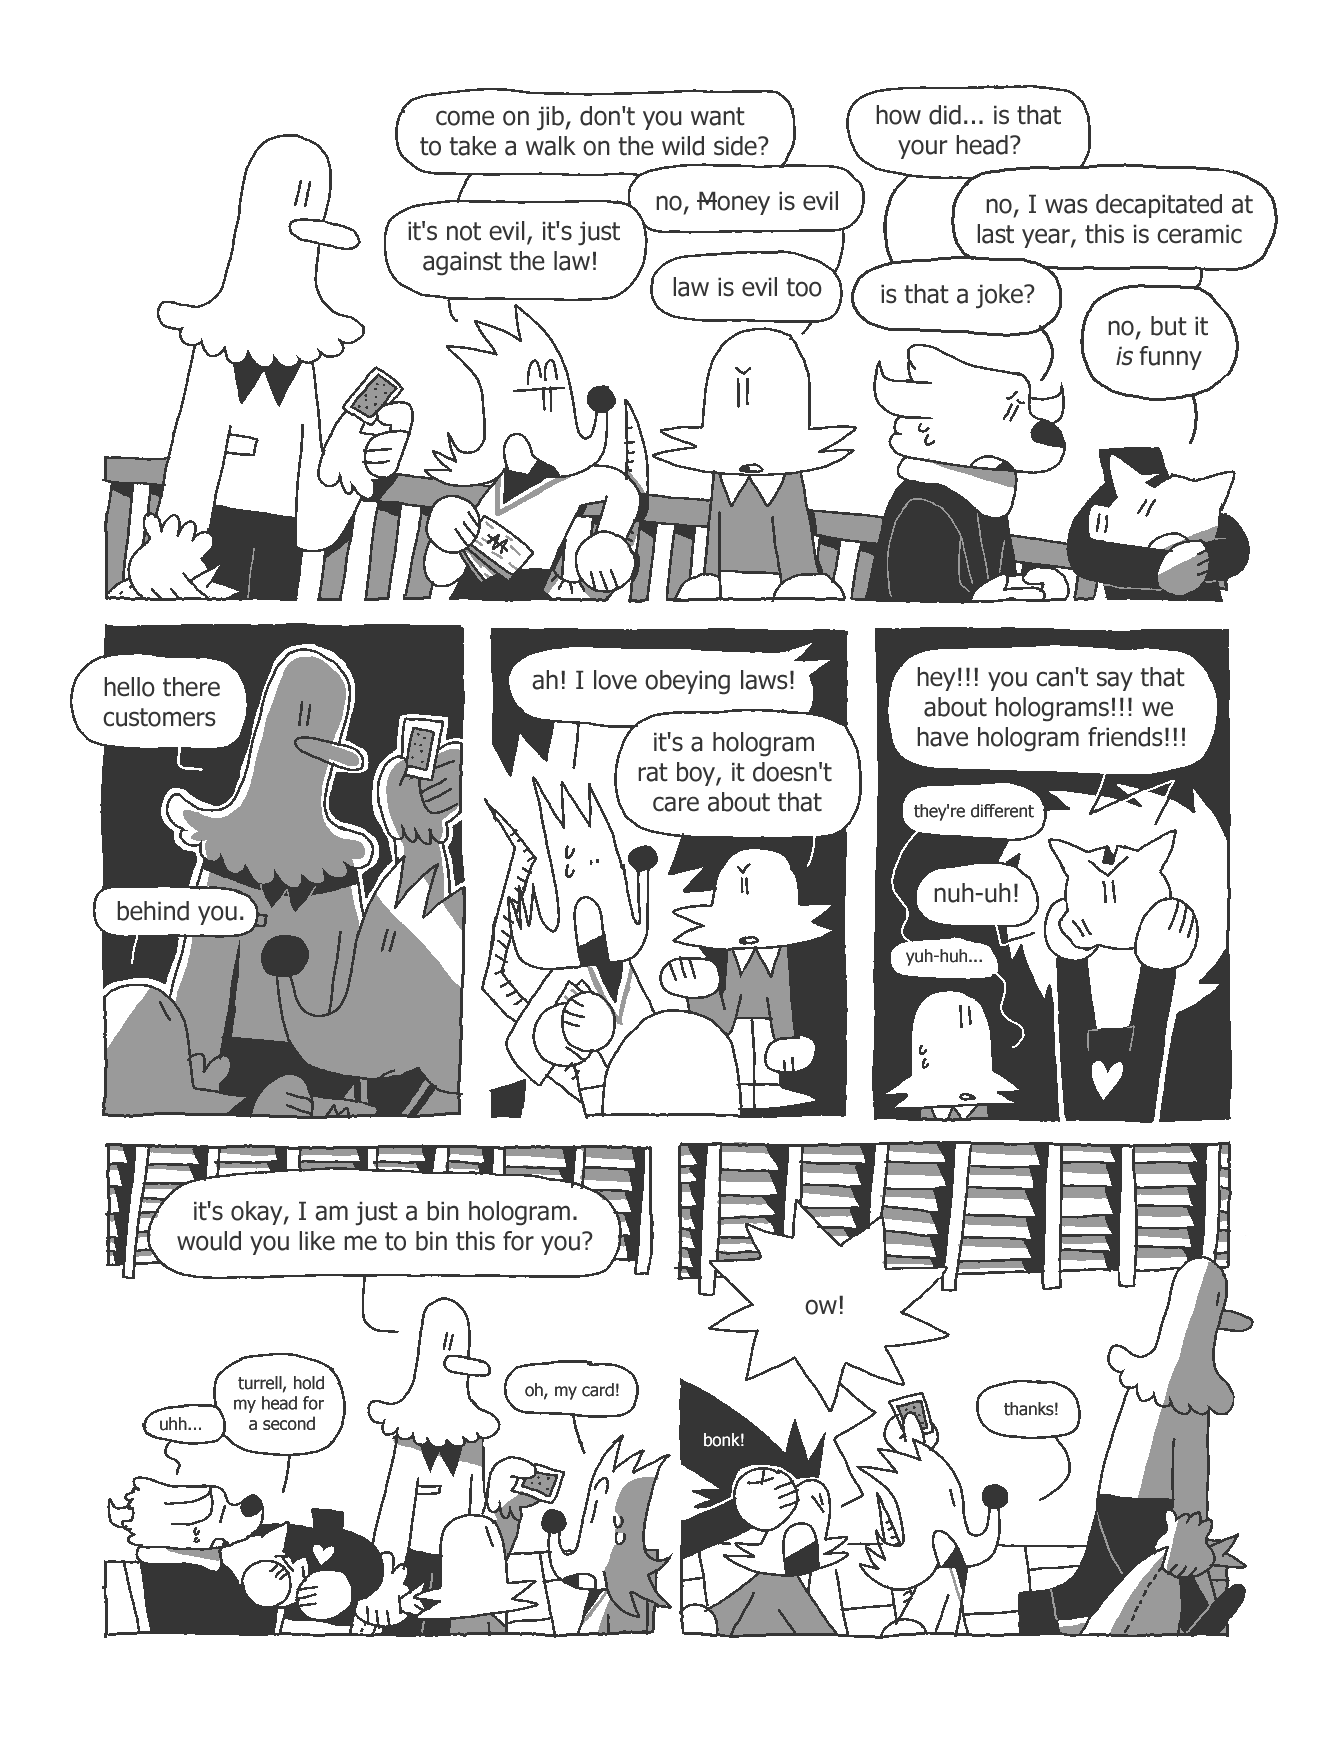 come on jib, don't you want
to take a walk on the wild side?
no, Money is evil
it's not evil, it's just
against the law!
law is evil too
how did... is that
your head?
no, I was decapitated at
last year, this is ceramic
is that a joke?
no, but it
is funny
hello there
customers
behind you.
ah! I love obeying laws!
it's a hologram
rat boy, it doesn't
care about that
hey!!! you can't say that
about holograms!!! we
have hologram friends!!!
they're different
nuh-uh!
yuh-huh...
it's okay, I am just a bin hologram.
would you like me to bin this for you?
uhh...
turrell, hold
my head for
a second
oh, my card!
ow!
bonk!
thanks!